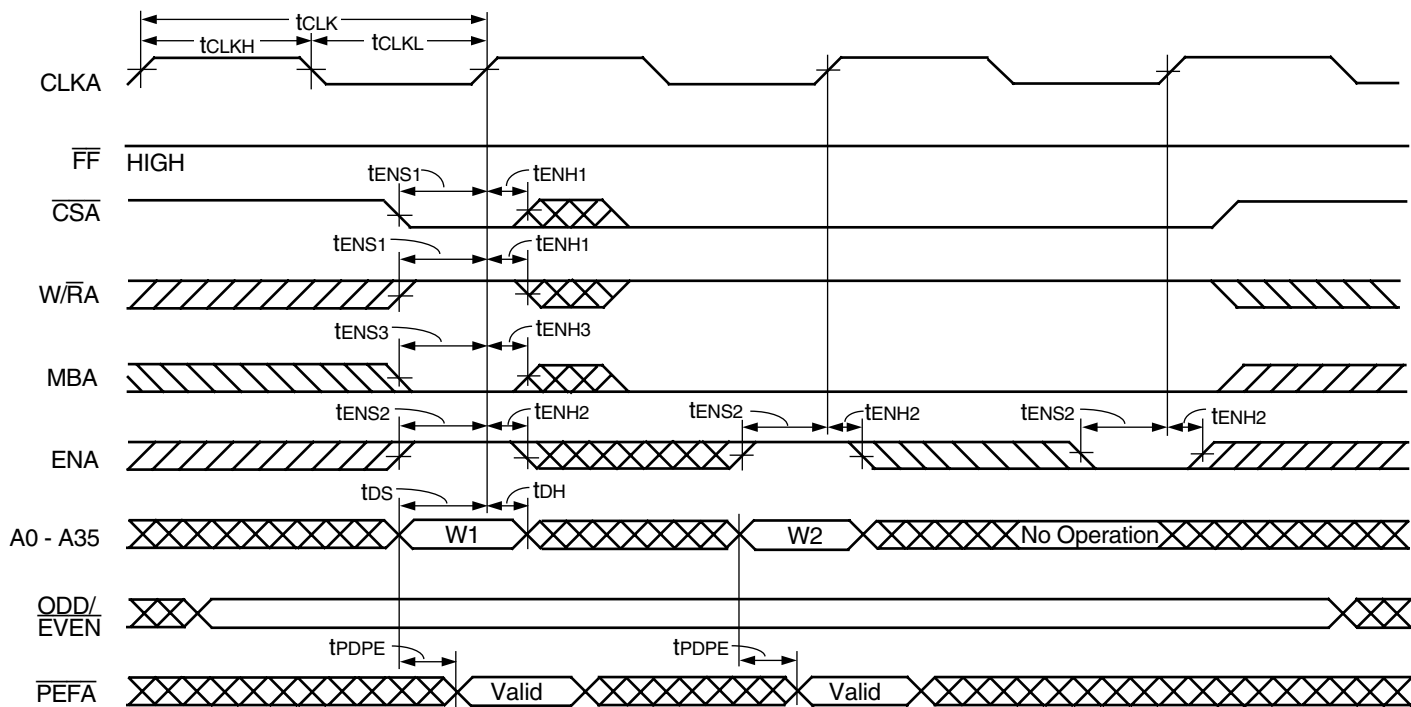 tCLK
tCLKH tCLKL
CLKA
FF HIGH
tENS1 tENH1
CSA
tENS1 tENH1
W/RA
tENS3 tENH3
MBA
tENS2 tENH2 tENS2 tENH2 tENS2 tENH2
ENA
tDS tDH
A0 - A35 W1 W2 No Operation
ODD/
EVEN
tPDPE tPDPE
PEFA Valid Valid